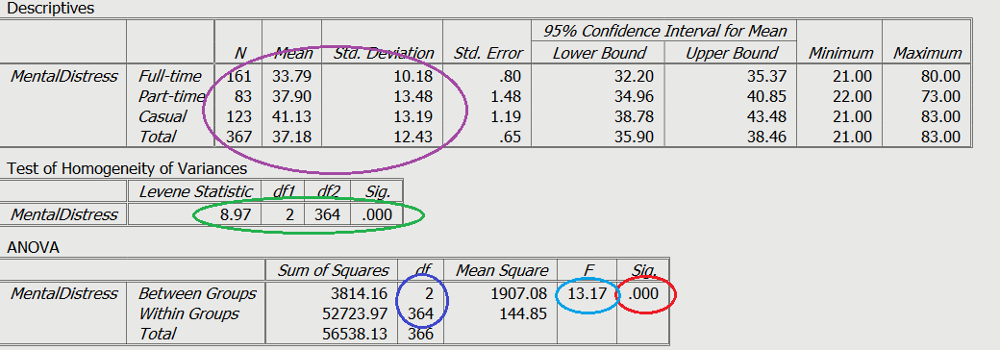 Descriptives
95% Confidence Interval for Mean
N Mean Std. Deviation Std. Error Lower Bound Upper Bound Minimum Maximum
MentalDistress Full-time 161 33.79 10.18 .80 32.20 35.37 21.00 80.00
Part-time 83 37.90 13.48 1.48 34.96 40.85 22.00 73.00
Casual 123 41.13 13.19 1.19 38.78 43.48 21.00 83.00
Total 367 37.18 12.43 .65 35.90 38.46 21.00 83.00
Test of Homogeneity of Variances
Levene Statistic df1 df2 Sig.
MentalDistress 8.97 2 364 .000
ANOVA
Sum of Squares df Mean Square F Sig.
MentalDistress Between Groups 3814.16 2 1907.08 13.17 .000
Within Groups 52723.97 364 144.85
Total 56538.13 366